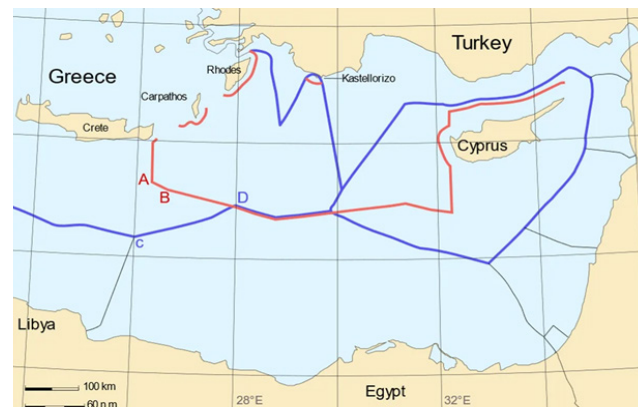 Turkey
Greece
Rhodes
Kastellorizo
Carpathos
Crete
Cyprus
A
B
D
C
Libya
100 km
60 n.m.
28°E
32°E
Egypt